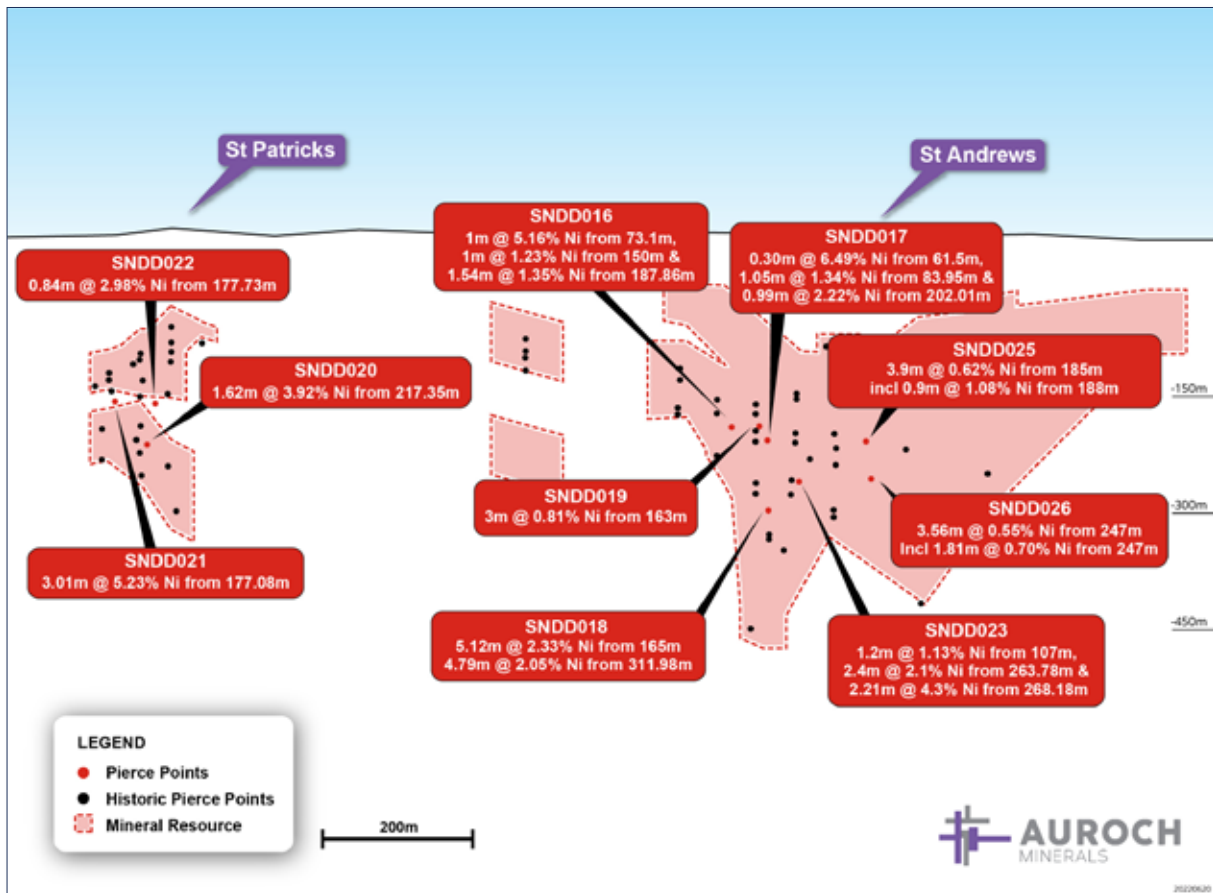 St Patricks
St Andrews
SNDD016
1m @ 5.16% Ni from 73.1m,
1m @ 1.23% Ni from 150m &
1.54m @ 1.35% Ni from 187.86m
SNDD017
0.30m @ 6.49% Ni from 61.5m,
1.05m @ 1.34% Ni from 83.95m &
0.99m @ 2.22% Ni from 202.01m
SNDD022
0.84m @ 2.98% Ni from 177.73m
SNDD020
1.62m @ 3.92% Ni from 217.35m
SNDD025
3.9m @ 0.62% Ni from 185m
incl 0.9m @ 1.08% Ni from 188m
-150m
SNDD019
3m @ 0.81% Ni from 163m
SNDD026
3.56m @ 0.55% Ni from 247m
Incl 1.81m @ 0.70% Ni from 247m
-300m
SNDD021
3.01m @ 5.23% Ni from 177.08m
SNDD018
5.12m @ 2.33% Ni from 165m
4.79m @ 2.05% Ni from 311.98m
SNDD023
1.2m @ 1.13% Ni from 107m,
2.4m @ 2.1% Ni from 263.78m &
2.21m @ 4.3% Ni from 268.18m
-450m
LEGEND
Pierce Points
Historic Pierce Points
Mineral Resource
200m
AUROCH
MINERALS
20220620